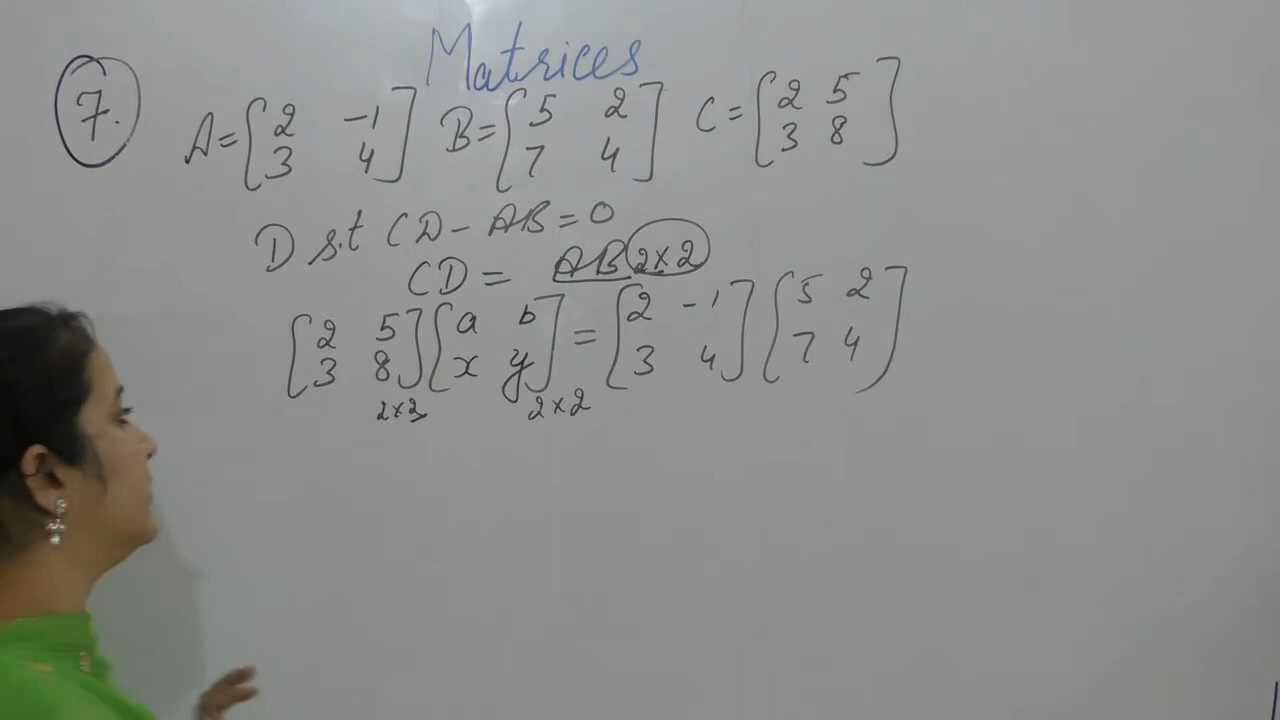 Matrices
7. A = [2 -1 B = [5 2 C = [2 5
3 4] 7 4] 3 8]
D s.t CD - AB = 0
CD = AB 2×2
[2 5 [a b = [2 -1 [5 2
3 8] x y] 3 4] 7 4]
2×2 2×2